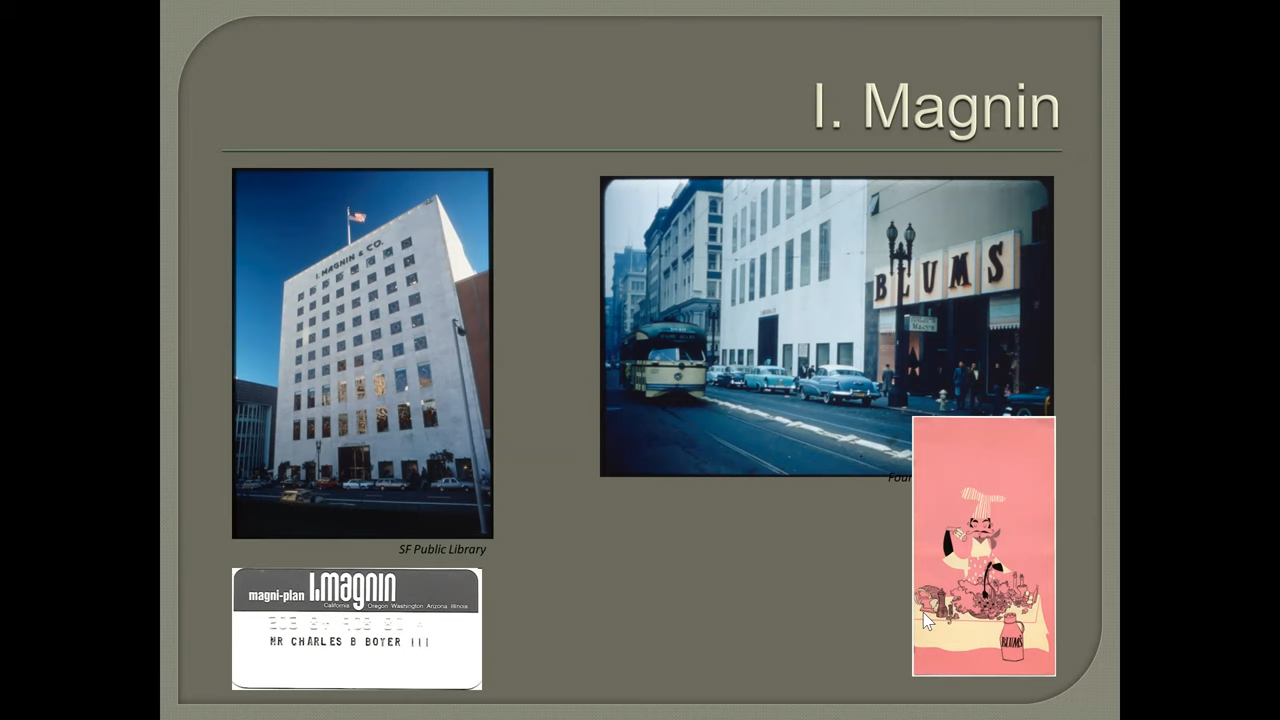 I. Magnin
I. MAGNIN & CO.
BLUMS
SF Public Library
magni-plan I.MAGNIN
California Oregon Washington Arizona Illinois
MR CHARLES B BOYER III
BLUMS